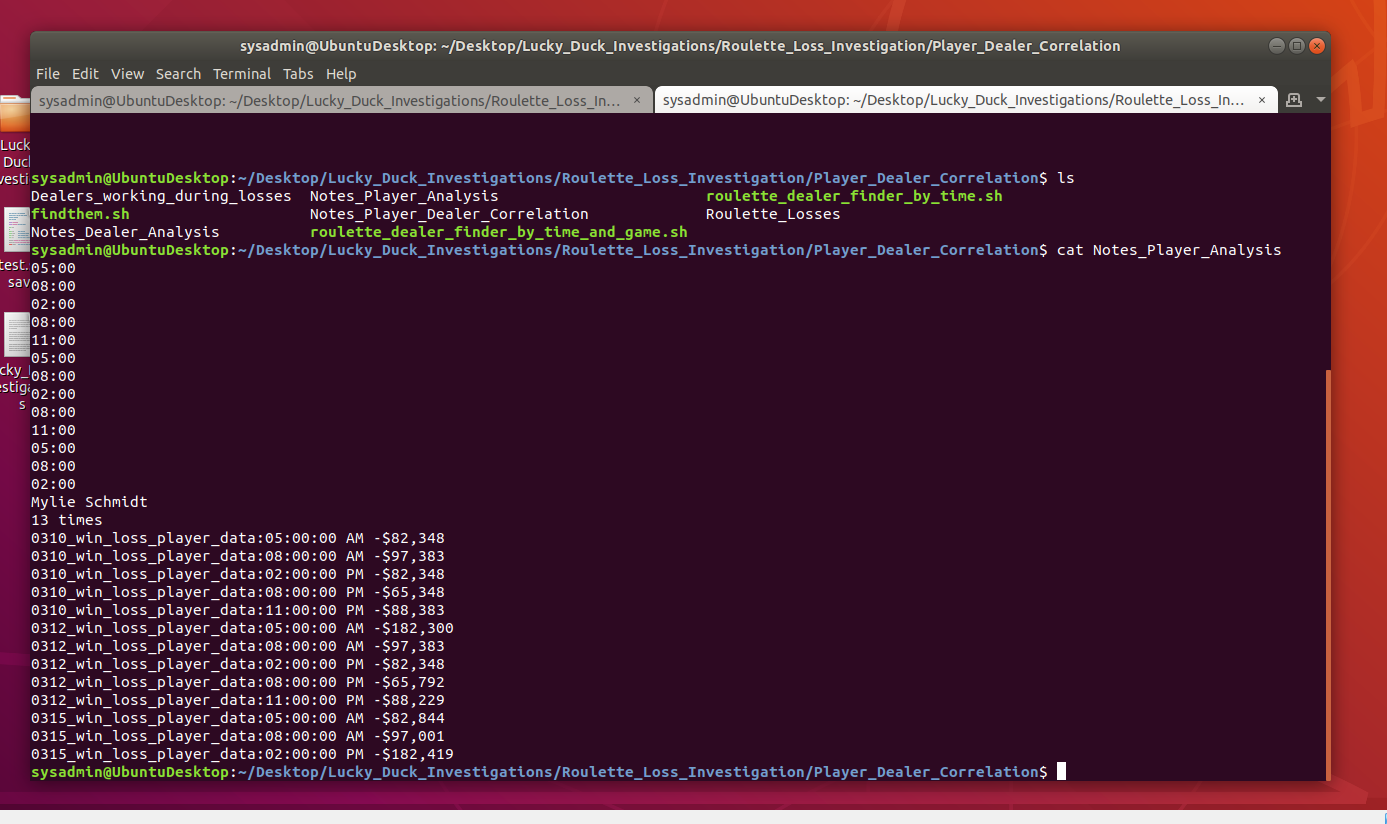 sysadmin@UbuntuDesktop: ~/Desktop/Lucky_Duck_Investigations/Roulette_Loss_Investigation/Player_Dealer_Correlation
File Edit View Search Terminal Tabs Help
sysadmin@UbuntuDesktop: ~/Desktop/Lucky_Duck_Investigations/Roulette_Loss_In... × sysadmin@UbuntuDesktop: ~/Desktop/Lucky_Duck_Investigations/Roulette_Loss_In... ×
sysadmin@UbuntuDesktop:~/Desktop/Lucky_Duck_Investigations/Roulette_Loss_Investigation/Player_Dealer_Correlation$ ls
Dealers_working_during_losses Notes_Player_Analysis roulette_dealer_finder_by_time.sh
findthem.sh Notes_Player_Dealer_Correlation Roulette_Losses
Notes_Dealer_Analysis roulette_dealer_finder_by_time_and_game.sh
sysadmin@UbuntuDesktop:~/Desktop/Lucky_Duck_Investigations/Roulette_Loss_Investigation/Player_Dealer_Correlation$ cat Notes_Player_Analysis
05:00
08:00
02:00
08:00
11:00
05:00
08:00
02:00
08:00
11:00
05:00
08:00
02:00
Mylie Schmidt
13 times
0310_win_loss_player_data:05:00:00 AM -$82,348
0310_win_loss_player_data:08:00:00 AM -$97,383
0310_win_loss_player_data:02:00:00 PM -$82,348
0310_win_loss_player_data:08:00:00 PM -$65,348
0310_win_loss_player_data:11:00:00 PM -$88,383
0312_win_loss_player_data:05:00:00 AM -$182,300
0312_win_loss_player_data:08:00:00 AM -$97,383
0312_win_loss_player_data:02:00:00 PM -$82,348
0312_win_loss_player_data:08:00:00 PM -$65,792
0312_win_loss_player_data:11:00:00 PM -$88,229
0315_win_loss_player_data:05:00:00 AM -$82,844
0315_win_loss_player_data:08:00:00 AM -$97,001
0315_win_loss_player_data:02:00:00 PM -$182,419
sysadmin@UbuntuDesktop:~/Desktop/Lucky_Duck_Investigations/Roulette_Loss_Investigation/Player_Dealer_Correlation$
Luck
Duc
vesti
test.
sav
cky_
estiga
s